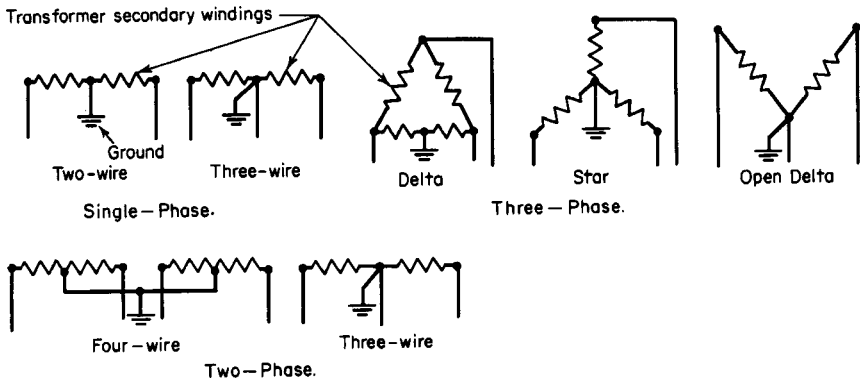 Transformer secondary windings
Ground
Two-wire
Three-wire
Single-Phase.
Delta
Star
Open Delta
Three-Phase.
Four-wire
Three-wire
Two-Phase.